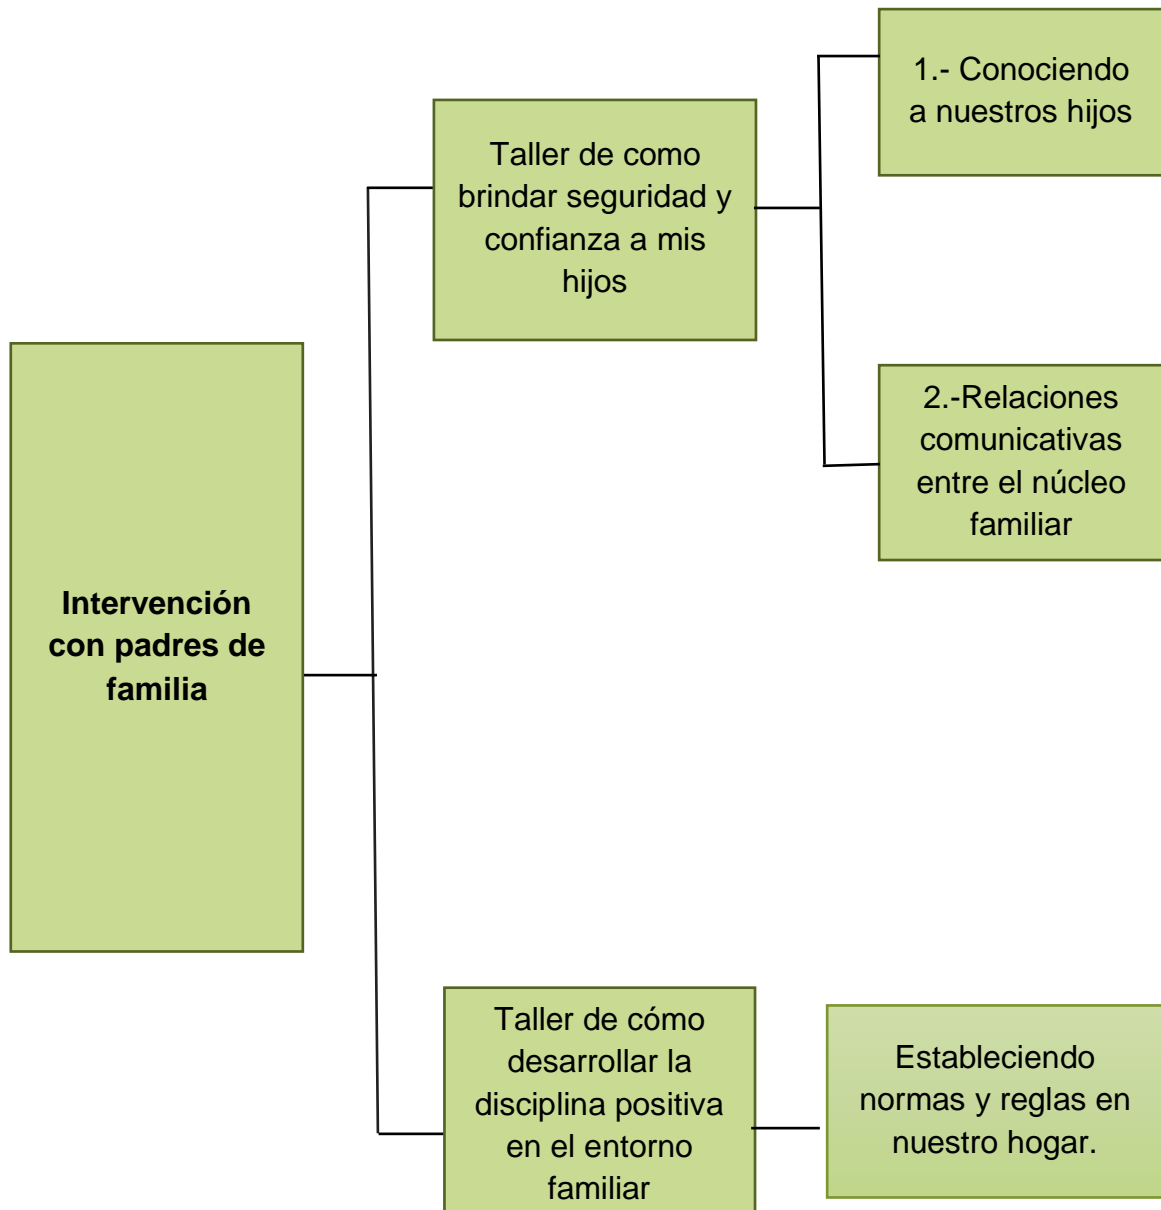 Intervención
con padres de
familia
Taller de como
brindar seguridad y
confianza a mis
hijos
1.- Conociendo
a nuestros hijos
2.-Relaciones
comunicativas
entre el núcleo
familiar
Taller de cómo
desarrollar la
disciplina positiva
en el entorno
familiar
Estableciendo
normas y reglas en
nuestro hogar.